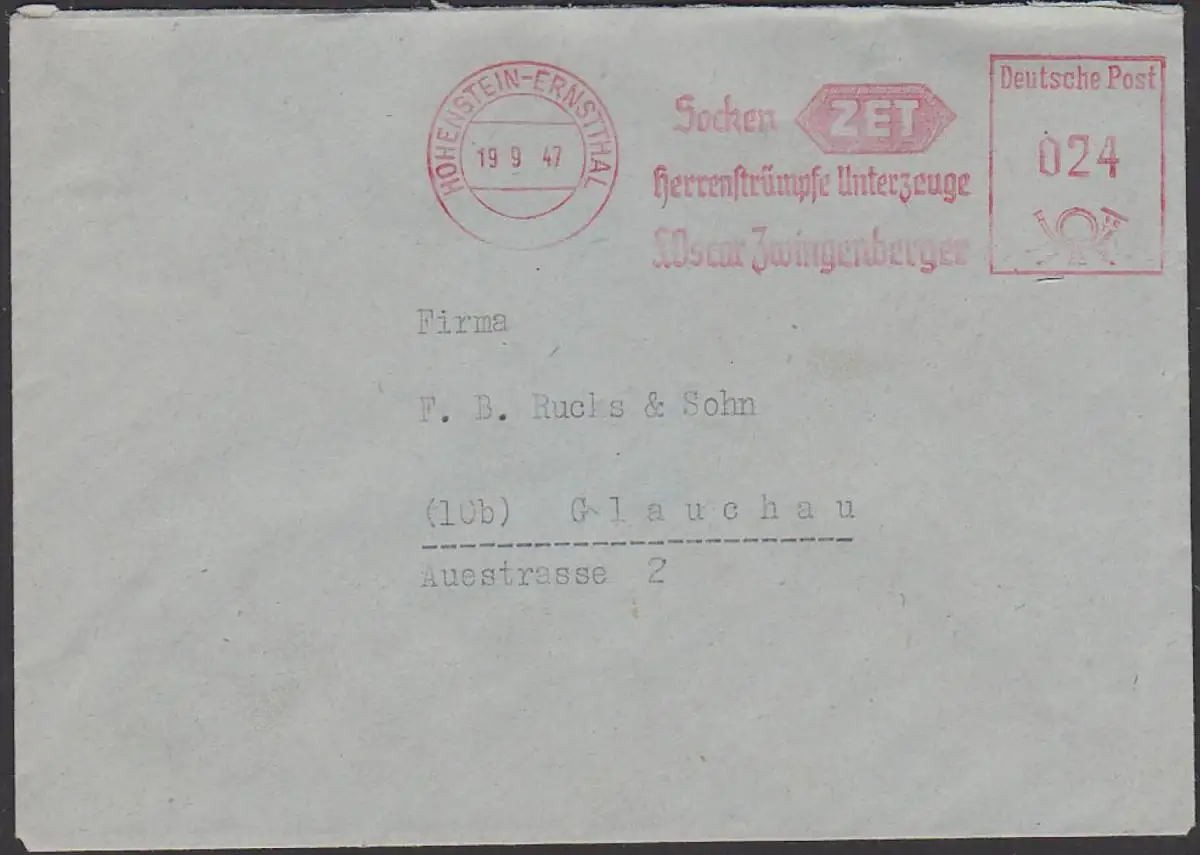 HOHENSTEIN-ERNSTTHAL
19 9 47
Socken ZET
Herrenstrümpfe Unterzeuge
Oscar Zwingenberger
Deutsche Post
024
Firma
F. B. Rucks & Sohn
(10b) Glauchau
Auestrasse 2